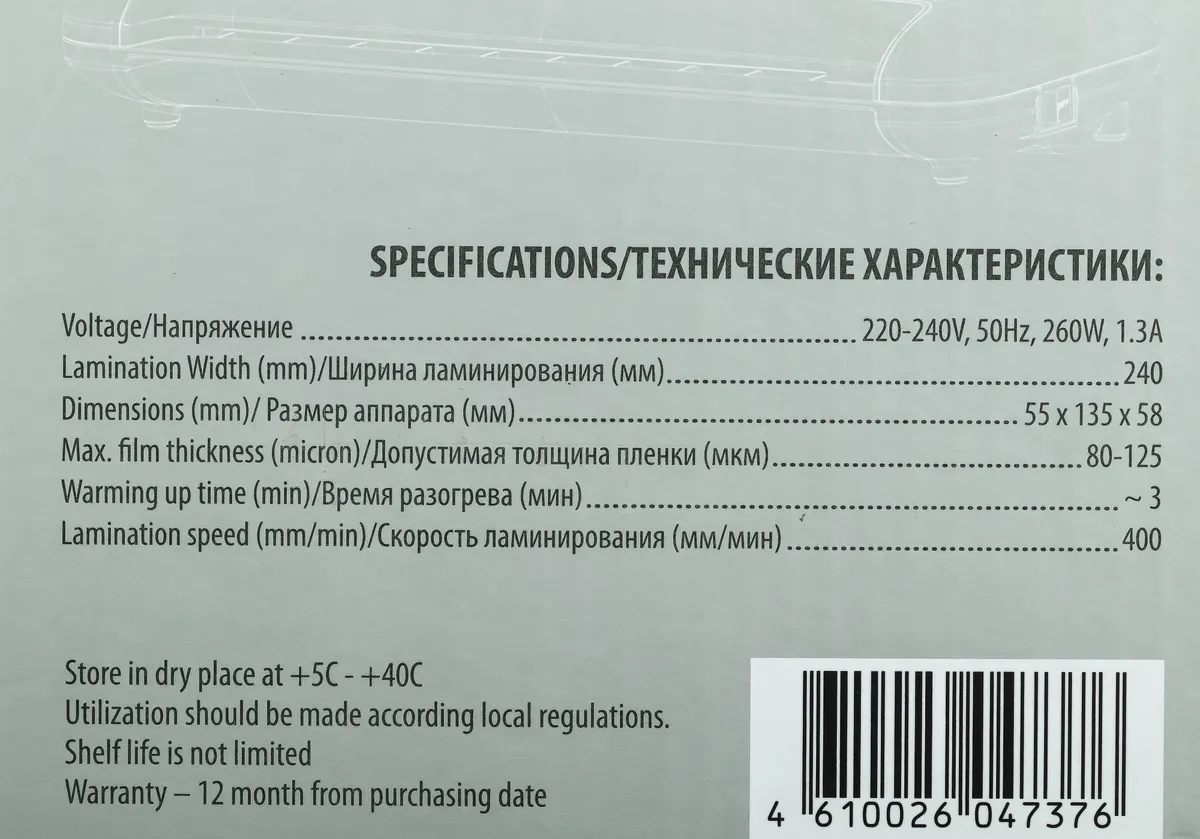 SPECIFICATIONS/ТЕХНИЧЕСКИЕ ХАРАКТЕРИСТИКИ:
Voltage/Напряжение ........................................ 220-240V, 50Hz, 260W, 1.3A
Lamination Width (mm)/Ширина ламинирования (мм)........................................ 240
Dimensions (mm)/ Размер аппарата (мм)........................................ 55 x 135 x 58
Max. film thickness (micron)/Допустимая толщина пленки (мкм)........................................ 80-125
Warming up time (min)/Время разогрева (мин)........................................ ~ 3
Lamination speed (mm/min)/Скорость ламинирования (мм/мин)........................................ 400
Store in dry place at +5C - +40C
Utilization should be made according local regulations.
Shelf life is not limited
Warranty – 12 month from purchasing date
4 610026 047376